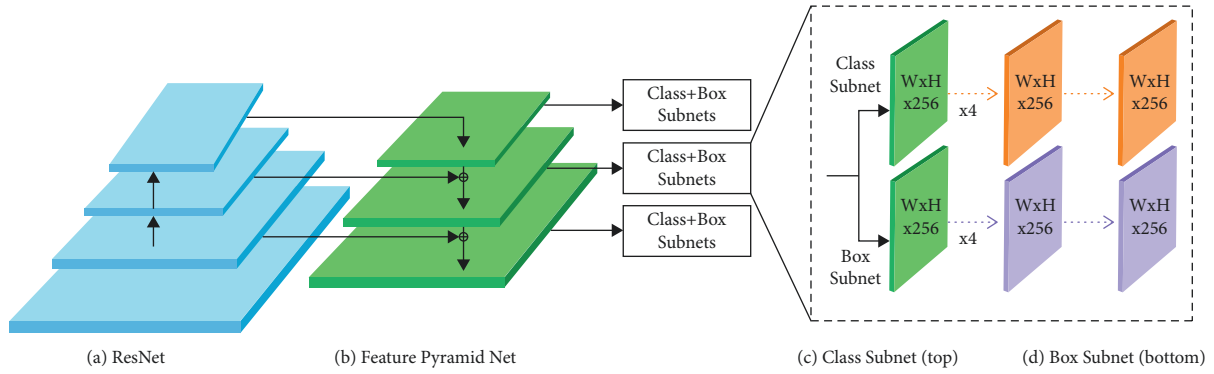 Class+Box
Subnets
Class+Box
Subnets
Class+Box
Subnets
Class
Subnet
WxH
x256
x4
WxH
x256
WxH
x256
Box
Subnet
WxH
x256
x4
WxH
x256
WxH
x256
(a) ResNet
(b) Feature Pyramid Net
(c) Class Subnet (top)
(d) Box Subnet (bottom)